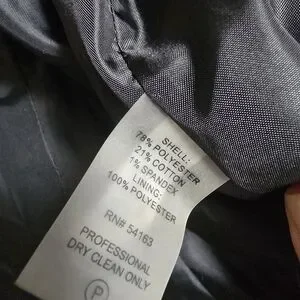 SHELL:
78% POLYESTER
21% COTTON
1% SPANDEX
LINING:
100% POLYESTER
RN# 54163
PROFESSIONAL
DRY CLEAN ONLY
P